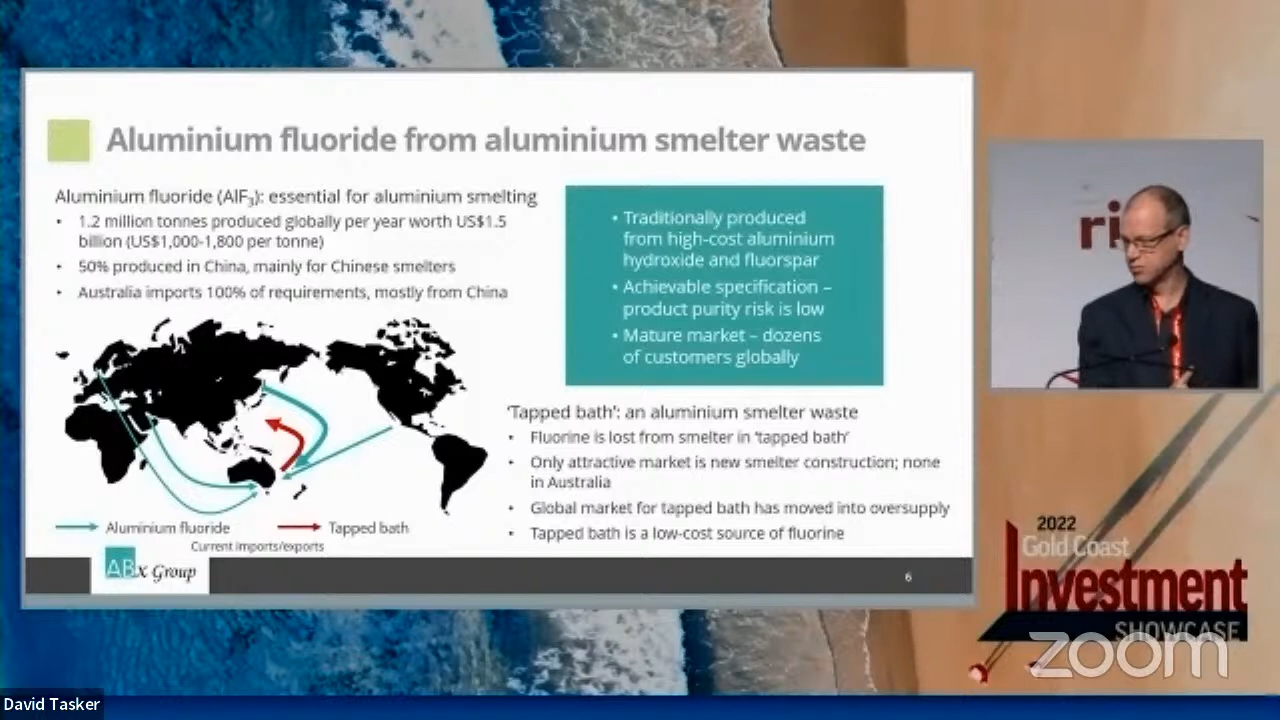 Aluminium fluoride from aluminium smelter waste
Aluminium fluoride (AlF₃): essential for aluminium smelting
• 1.2 million tonnes produced globally per year worth US$1.5
billion (US$1,000-1,800 per tonne)
• 50% produced in China, mainly for Chinese smelters
• Australia imports 100% of requirements, mostly from China
• Traditionally produced
from high-cost aluminium
hydroxide and fluorspar
• Achievable specification –
product purity risk is low
• Mature market – dozens
of customers globally
'Tapped bath': an aluminium smelter waste
• Fluorine is lost from smelter in 'tapped bath'
• Only attractive market is new smelter construction; none
in Australia
• Global market for tapped bath has moved into oversupply
• Tapped bath is a low-cost source of fluorine
Aluminium fluoride
Tapped bath
Current imports/exports
ABx Group
6
2022
Gold Coast
Investment
SHOWCASE
zoom
David Tasker